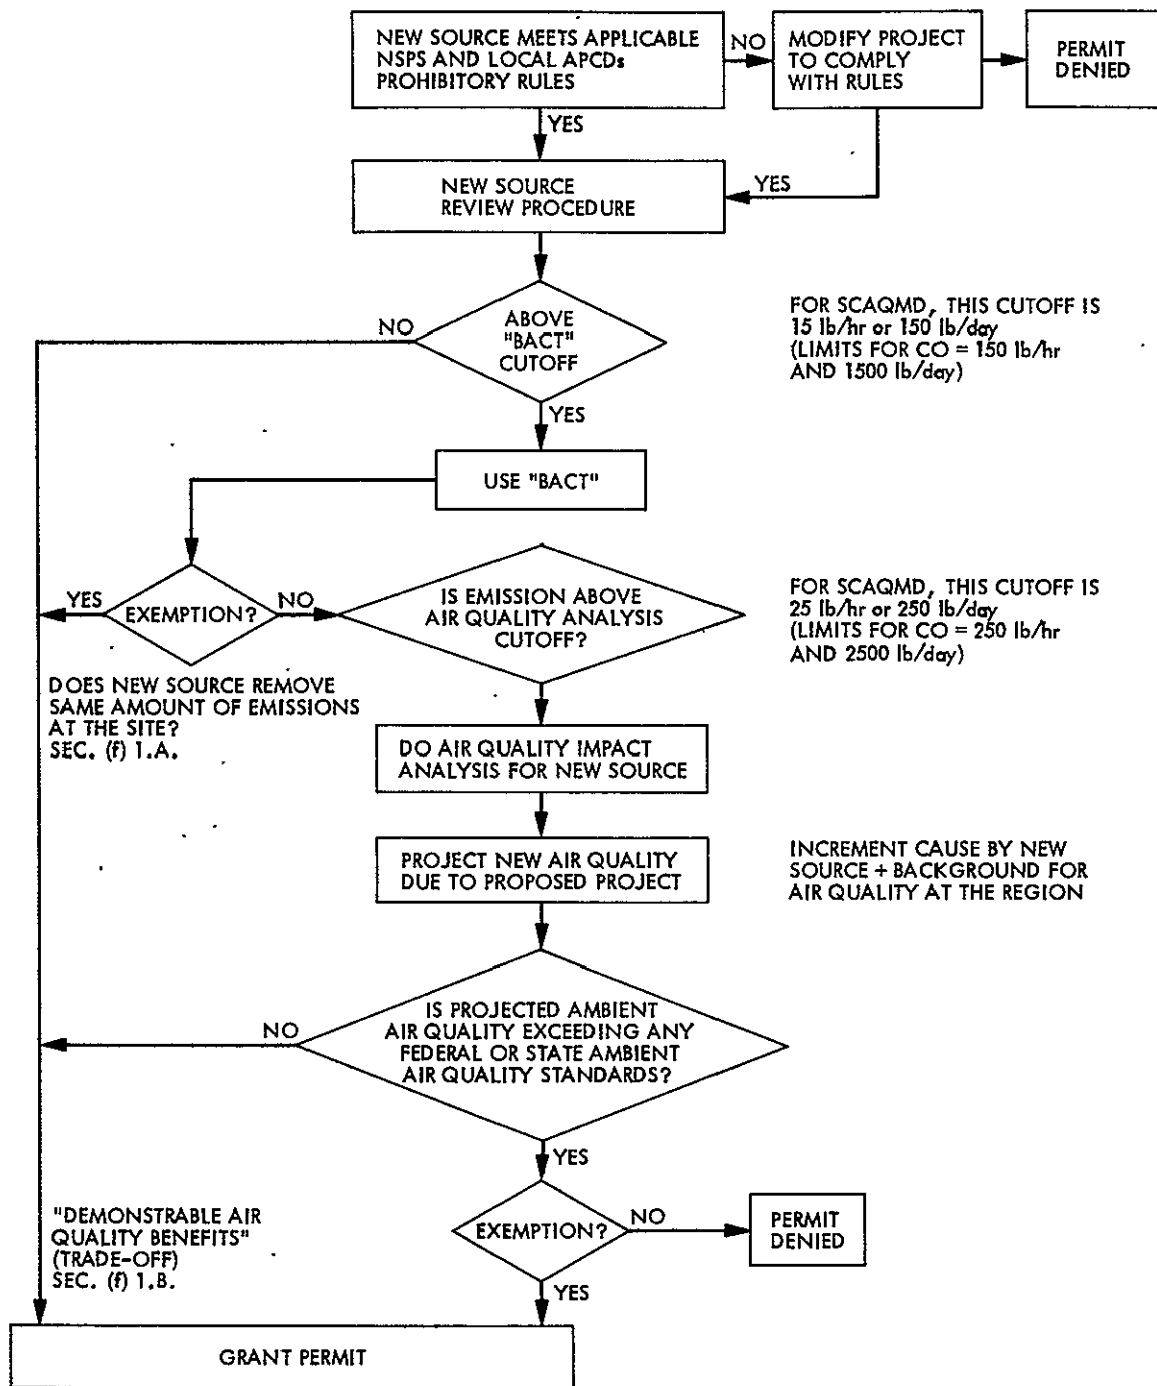 NEW SOURCE MEETS APPLICABLE
NSPS AND LOCAL APCDs
PROHIBITORY RULES
NO
MODIFY PROJECT
TO COMPLY
WITH RULES
PERMIT
DENIED
YES
NEW SOURCE
REVIEW PROCEDURE
YES
ABOVE
"BACT"
CUTOFF
NO
FOR SCAQMD, THIS CUTOFF IS
15 lb/hr or 150 lb/day
(LIMITS FOR CO = 150 lb/hr
AND 1500 lb/day)
YES
USE "BACT"
YES
EXEMPTION?
NO
IS EMISSION ABOVE
AIR QUALITY ANALYSIS
CUTOFF?
FOR SCAQMD, THIS CUTOFF IS
25 lb/hr or 250 lb/day
(LIMITS FOR CO = 250 lb/hr
AND 2500 lb/day)
DOES NEW SOURCE REMOVE
SAME AMOUNT OF EMISSIONS
AT THE SITE?
SEC. (f) 1.A.
DO AIR QUALITY IMPACT
ANALYSIS FOR NEW SOURCE
PROJECT NEW AIR QUALITY
DUE TO PROPOSED PROJECT
INCREMENT CAUSE BY NEW
SOURCE + BACKGROUND FOR
AIR QUALITY AT THE REGION
NO
IS PROJECTED AMBIENT
AIR QUALITY EXCEEDING ANY
FEDERAL OR STATE AMBIENT
AIR QUALITY STANDARDS?
YES
"DEMONSTRABLE AIR
QUALITY BENEFITS"
(TRADE-OFF)
SEC. (f) 1.B.
EXEMPTION?
NO
PERMIT
DENIED
YES
GRANT PERMIT